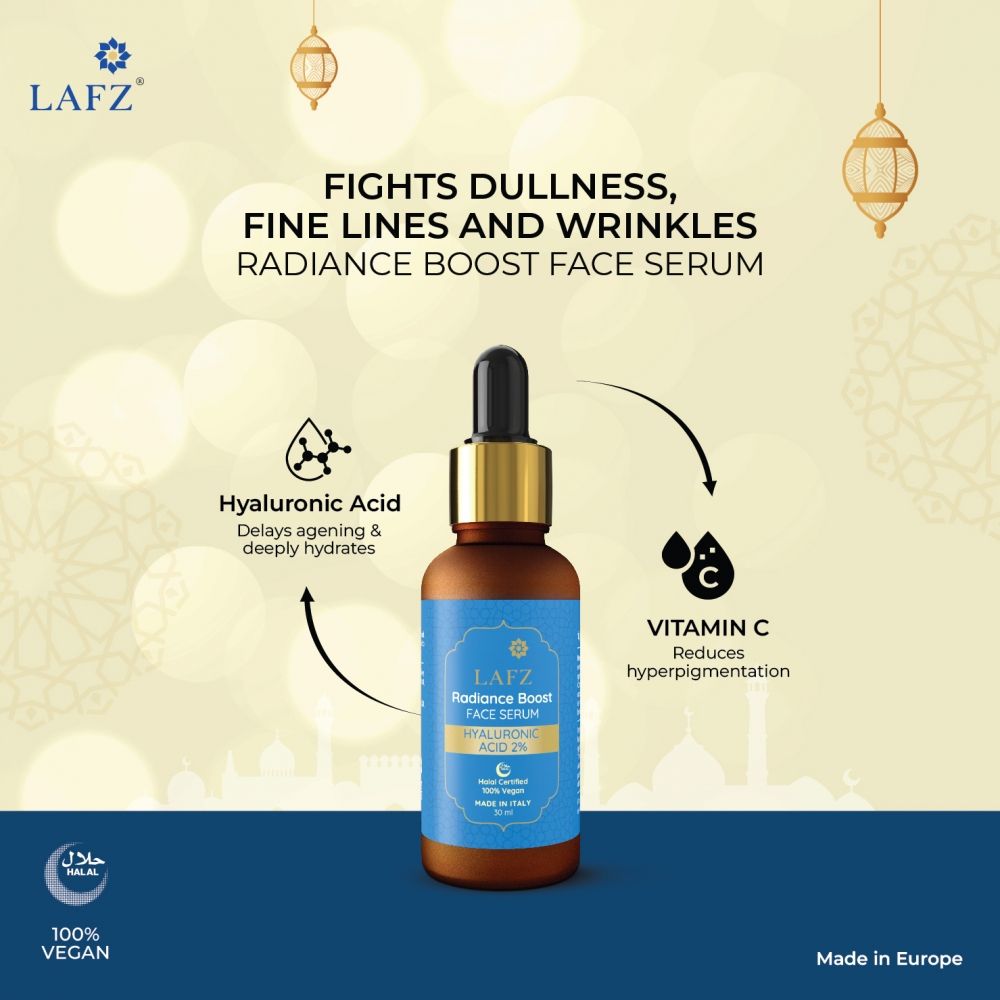 LAFZ®
FIGHTS DULLNESS,
FINE LINES AND WRINKLES
RADIANCE BOOST FACE SERUM
Hyaluronic Acid
Delays agening &
deeply hydrates
VITAMIN C
Reduces
hyperpigmentation
C
LAFZ
Radiance Boost
FACE SERUM
HYALURONIC
ACID 2%
Halal Certified
100% Vegan
MADE IN ITALY
30 ml
حلال
HALAL
100%
VEGAN
Made in Europe